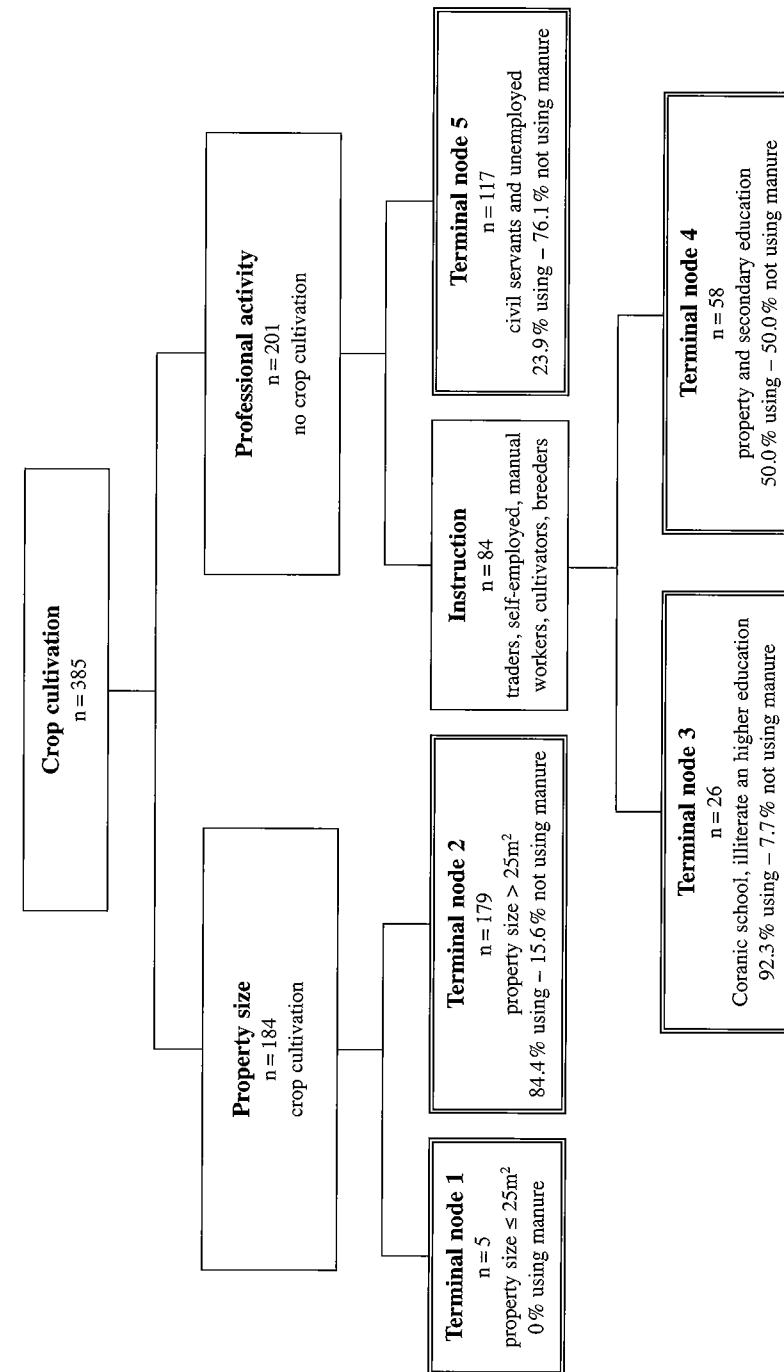 Crop cultivation
n = 385
Property size
n = 184
crop cultivation
Professional activity
n = 201
no crop cultivation
Terminal node 1
n = 5
property size ≤ 25m²
0% using manure
Terminal node 2
n = 179
property size > 25m²
84.4% using – 15.6% not using manure
Instruction
n = 84
traders, self-employed, manual
workers, cultivators, breeders
Terminal node 5
n = 117
civil servants and unemployed
23.9% using – 76.1% not using manure
Terminal node 3
n = 26
Coranic school, illiterate an higher education
92.3% using – 7.7% not using manure
Terminal node 4
n = 58
property and secondary education
50.0% using – 50.0% not using manure